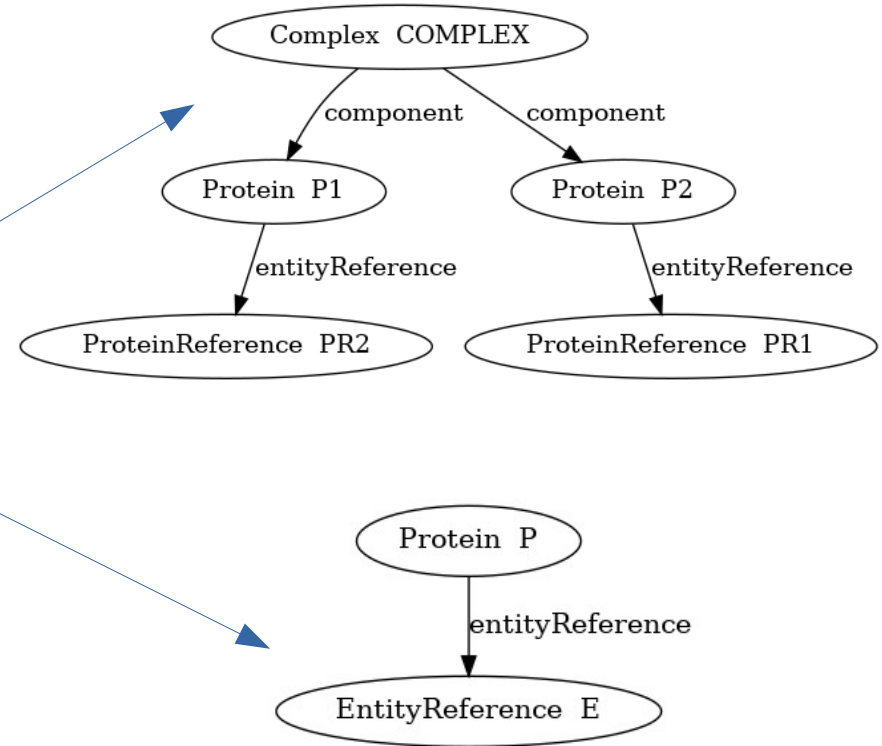 Complex COMPLEX
component component
Protein P1 Protein P2
entityReference entityReference
ProteinReference PR2 ProteinReference PR1
Protein P
entityReference
EntityReference E